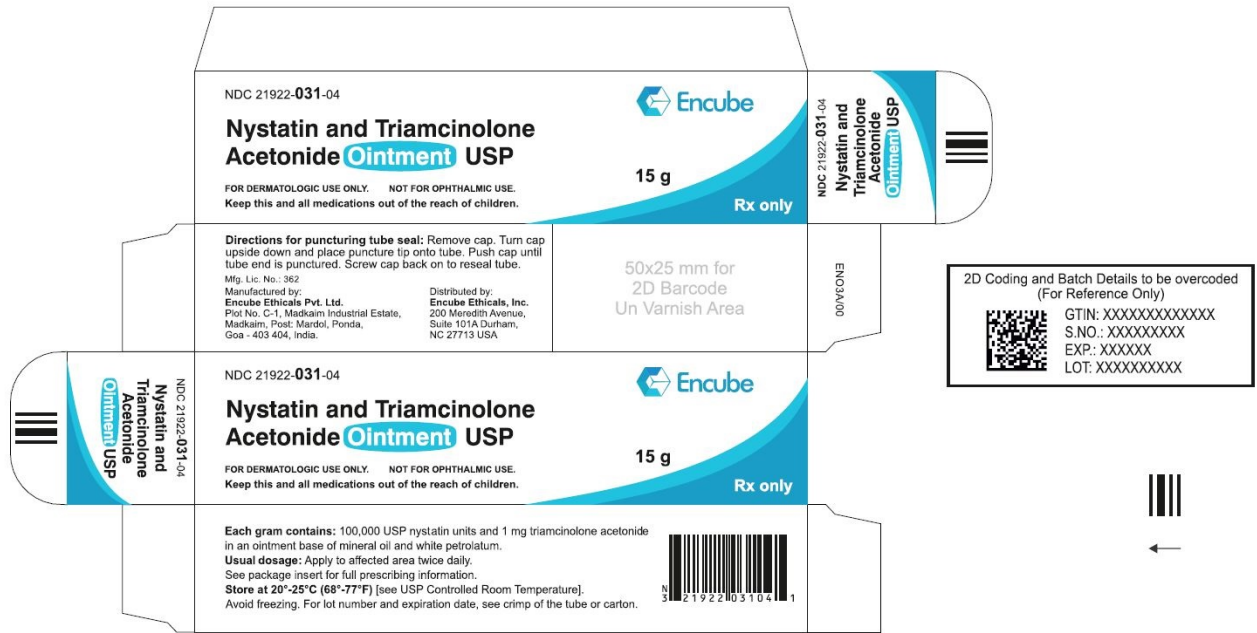 NDC 21922-031-04
Encube
Nystatin and Triamcinolone
Acetonide Ointment USP
15 g
FOR DERMATOLOGIC USE ONLY. NOT FOR OPHTHALMIC USE.
Keep this and all medications out of the reach of children.
Rx only
NDC 21922-031-04
Nystatin and
Triamcinolone
Acetonide
Ointment USP
Directions for puncturing tube seal: Remove cap. Turn cap
upside down and place puncture tip onto tube. Push cap until
tube end is punctured. Screw cap back on to reseal tube.
Mfg. Lic. No.: 362
Manufactured by:
Encube Ethicals Pvt. Ltd.
Plot No. C-1, Madkaim Industrial Estate,
Madkaim, Post: Mardol, Ponda,
Goa - 403 404, India.
Distributed by:
Encube Ethicals, Inc.
200 Meredith Avenue,
Suite 101A Durham,
NC 27713 USA
50x25 mm for
2D Barcode
Un Varnish Area
ENO3A/00
2D Coding and Batch Details to be overcoded
(For Reference Only)
GTIN: XXXXXXXXXXXXX
S.NO.: XXXXXXXXX
EXP.: XXXXXX
LOT: XXXXXXXXXX
NDC 21922-031-04
Nystatin and
Triamcinolone
Acetonide
Ointment USP
NDC 21922-031-04
Encube
Nystatin and Triamcinolone
Acetonide Ointment USP
15 g
FOR DERMATOLOGIC USE ONLY. NOT FOR OPHTHALMIC USE.
Keep this and all medications out of the reach of children.
Rx only
Each gram contains: 100,000 USP nystatin units and 1 mg triamcinolone acetonide
in an ointment base of mineral oil and white petrolatum.
Usual dosage: Apply to affected area twice daily.
See package insert for full prescribing information.
Store at 20°-25°C (68°-77°F) [see USP Controlled Room Temperature].
Avoid freezing. For lot number and expiration date, see crimp of the tube or carton.
N
3 21922 03104 1